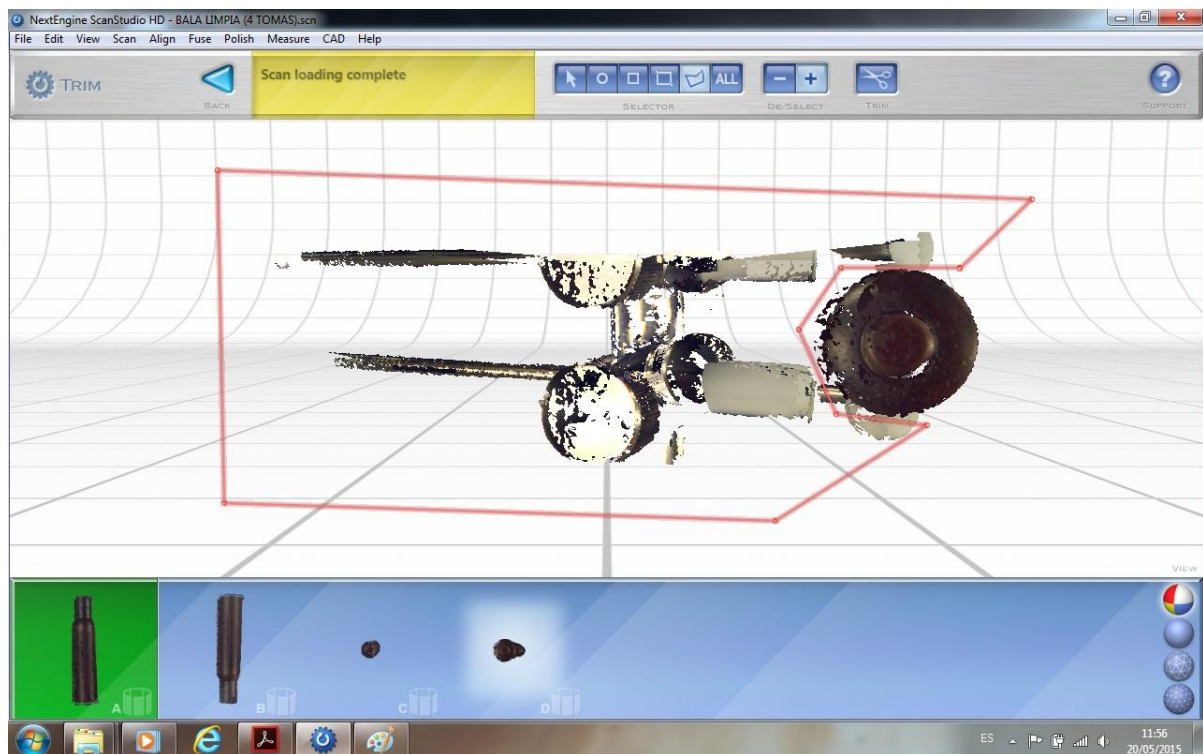 NextEngine ScanStudio HD - BALA LIMPIA (4 TOMAS).scn
File Edit View Scan Align Fuse Polish Measure CAD Help
TRIM
BACK
Scan loading complete
ALL
SELECTOR
DE/SELECT
TRIM
?
SUPPORT
VIEW
A
B
C
D
ES
11:56
20/05/2015